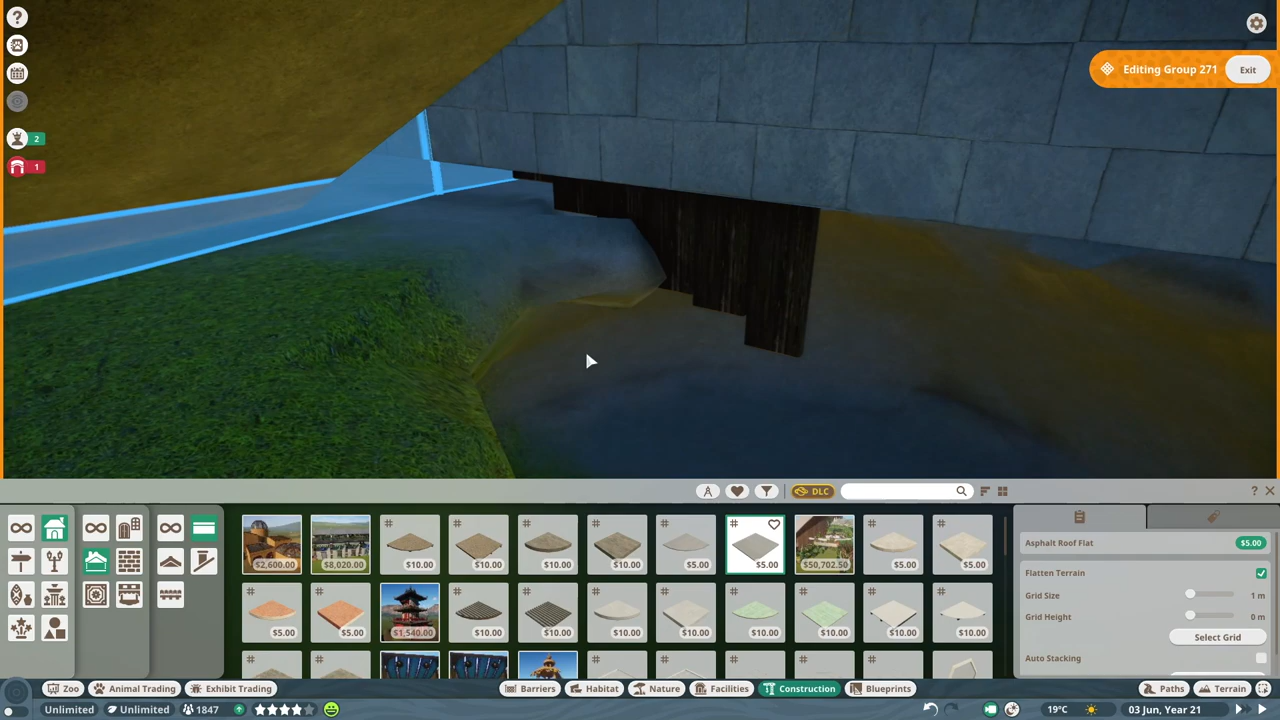 ?
Editing Group 271
Exit
2
1
DLC
?
$2,600.00
$8,020.00
$10.00
$10.00
$10.00
$10.00
$5.00
$5.00
$50,702.50
$5.00
$5.00
$5.00
$5.00
$1,540.00
$10.00
$10.00
$10.00
$10.00
$10.00
$10.00
$10.00
$10.00
Asphalt Roof Flat
$5.00
Flatten Terrain
Grid Size
1 m
Grid Height
0 m
Select Grid
Auto Stacking
Zoo
Animal Trading
Exhibit Trading
Barriers
Habitat
Nature
Facilities
Construction
Blueprints
Paths
Terrain
Unlimited
Unlimited
1847
19°C
03 Jun, Year 21